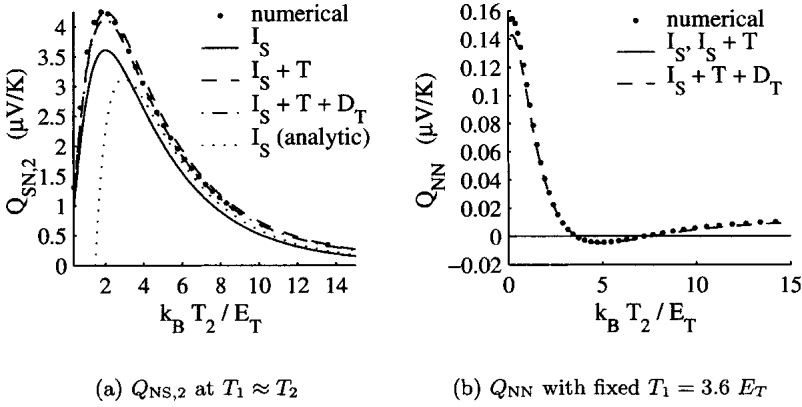 numerical
I_S
I_S + T
I_S + T + D_T
I_S (analytic)
Q_SN,2 (μV/K)
4
3.5
3
2.5
2
1.5
1
0.5
0
2 4 6 8 10 12 14
k_B T_2 / E_T
(a) Q_NS,2 at T_1 ≈ T_2
numerical
I_S, I_S + T
I_S + T + D_T
Q_NN (μV/K)
0.16
0.14
0.12
0.1
0.08
0.06
0.04
0.02
0
−0.02
0 5 10 15
k_B T_2 / E_T
(b) Q_NN with fixed T_1 = 3.6 E_T